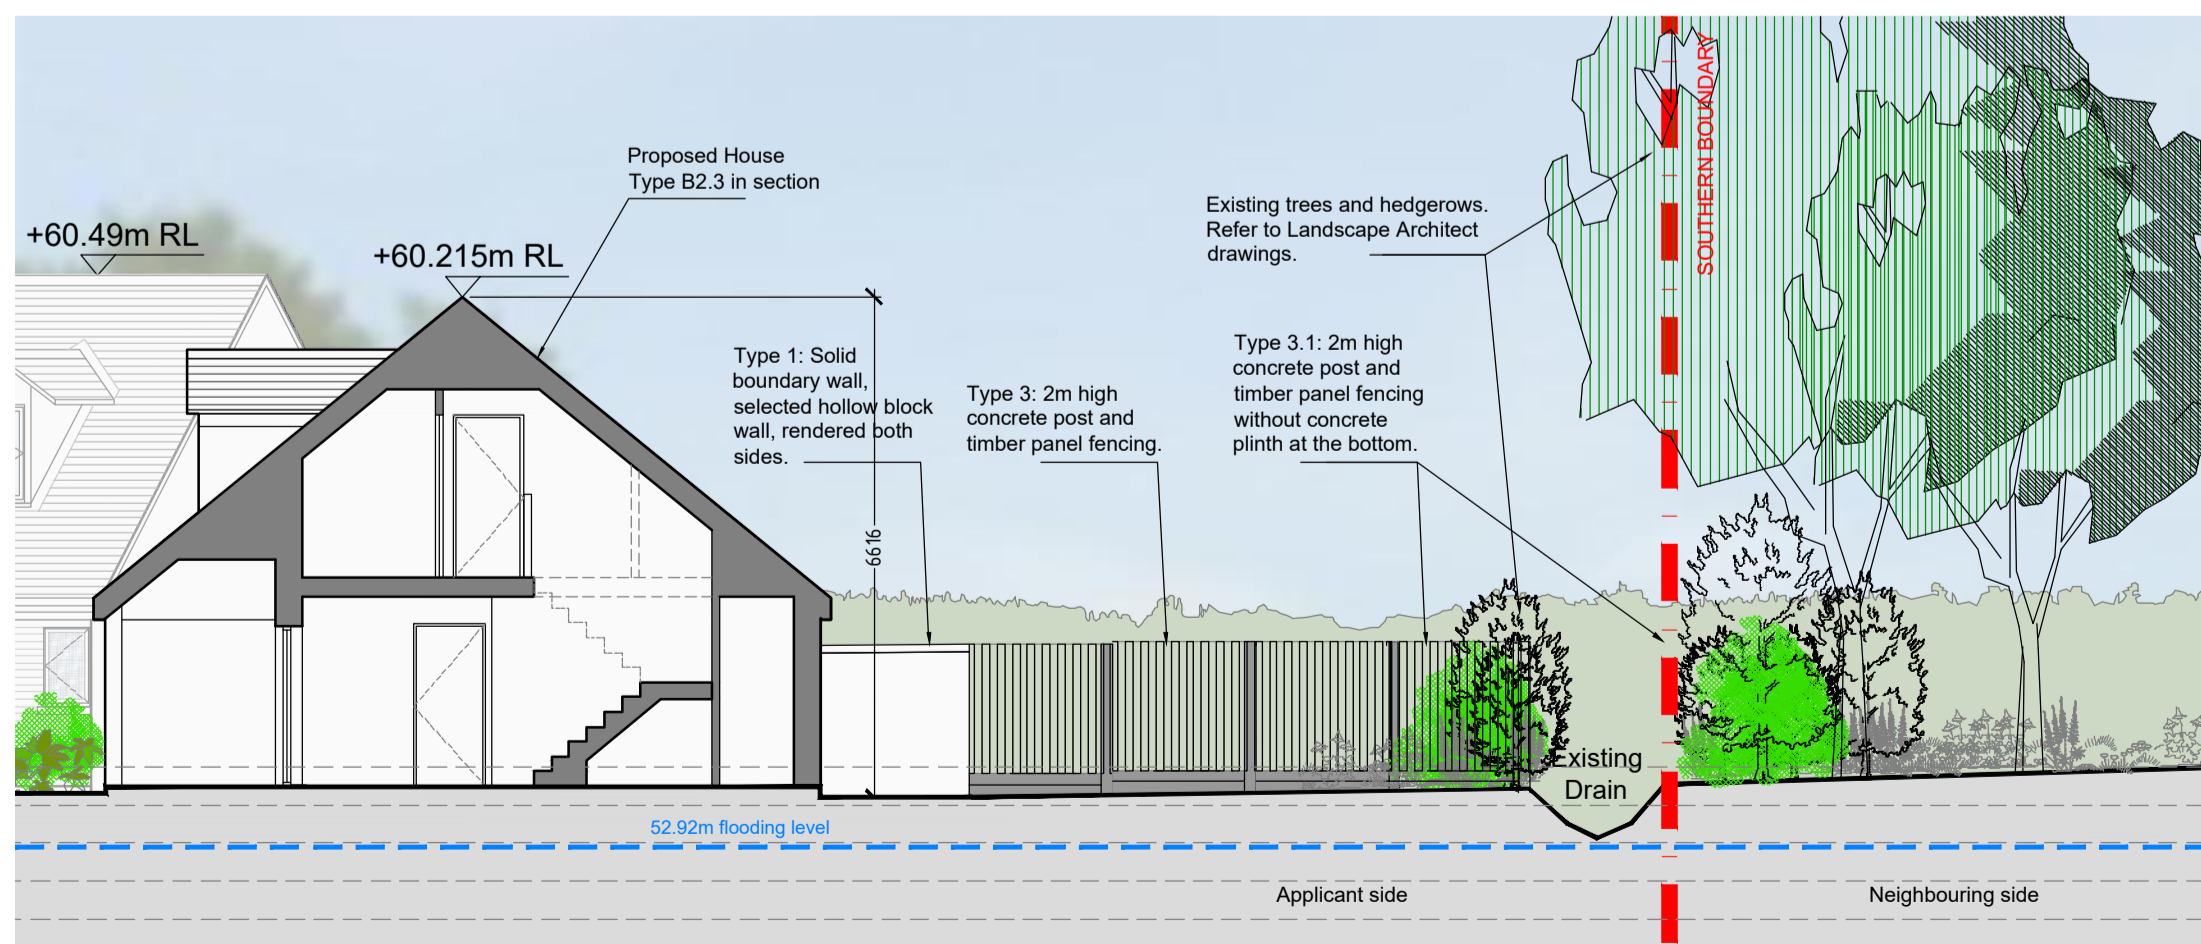 Proposed House
Type B2.3 in section
+60.49m RL
+60.215m RL
Existing trees and hedgerows.
Refer to Landscape Architect
drawings.
SOUTHERN BOUNDARY
Type 1: Solid
boundary wall,
selected hollow block
wall, rendered both
sides.
Type 3: 2m high
concrete post and
timber panel fencing.
Type 3.1: 2m high
concrete post and
timber panel fencing
without concrete
plinth at the bottom.
6616
Existing
Drain
52.92m flooding level
Applicant side
Neighbouring side